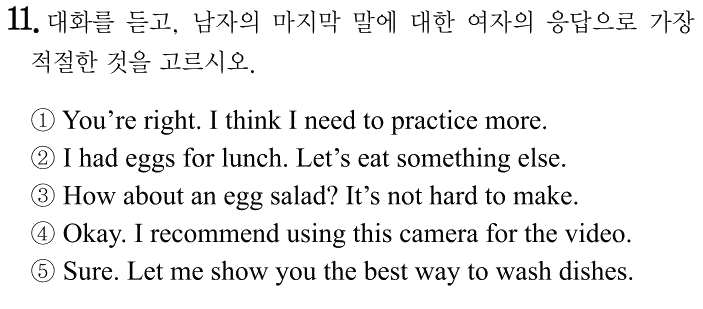 11. 대화를 듣고, 남자의 마지막 말에 대한 여자의 응답으로 가장
적절한 것을 고르시오.
① You’re right. I think I need to practice more.
② I had eggs for lunch. Let’s eat something else.
③ How about an egg salad? It’s not hard to make.
④ Okay. I recommend using this camera for the video.
⑤ Sure. Let me show you the best way to wash dishes.